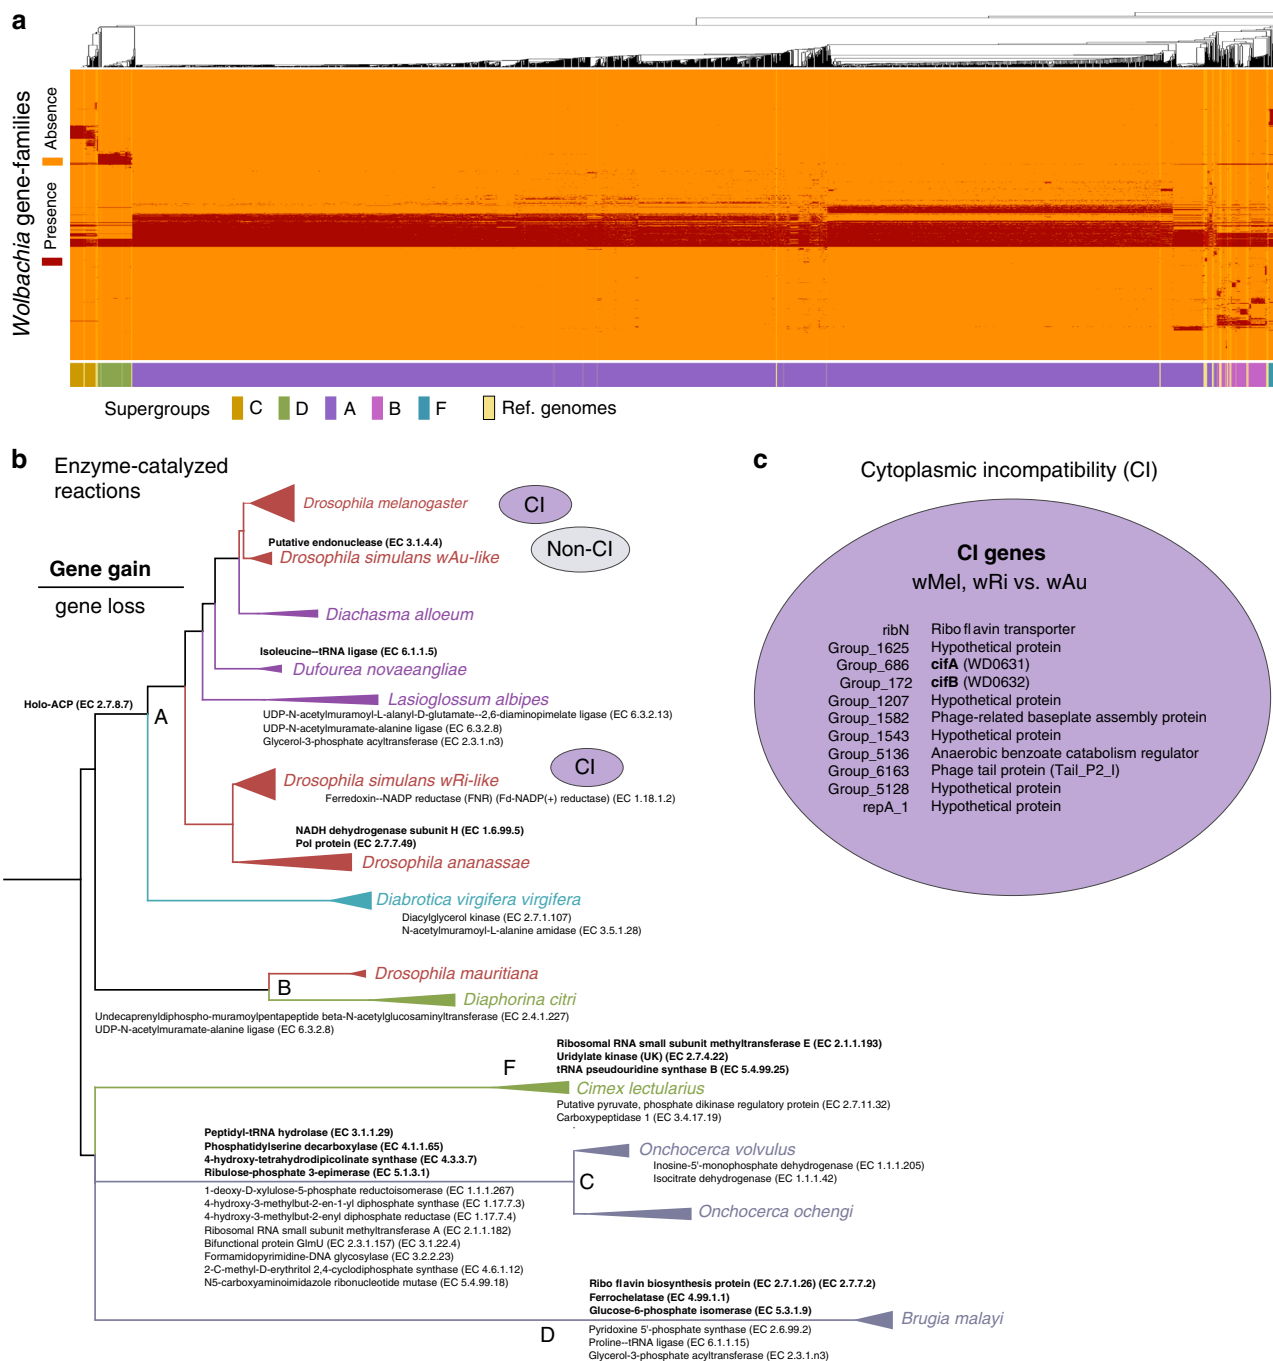 a
Wolbachia gene-families
Presence
Absence
Supergroups C D A B F Ref. genomes
b
Enzyme-catalyzed
reactions
Gene gain
gene loss
Drosophila melanogaster
CI
Putative endonuclease (EC 3.1.4.4)
Drosophila simulans wAu-like
Non-CI
Diachasma alloeum
Isoleucine--tRNA ligase (EC 6.1.1.5)
Dufourea novaeangliae
Lasioglossum albipes
Holo-ACP (EC 2.7.8.7)
A
UDP-N-acetylmuramoyl-L-alanyl-D-glutamate--2,6-diaminopimelate ligase (EC 6.3.2.13)
UDP-N-acetylmuramate-alanine ligase (EC 6.3.2.8)
Glycerol-3-phosphate acyltransferase (EC 2.3.1.n3)
CI
Drosophila simulans wRi-like
Ferredoxin--NADP reductase (FNR) (Fd-NADP(+) reductase) (EC 1.18.1.2)
NADH dehydrogenase subunit H (EC 1.6.99.5)
Pol protein (EC 2.7.7.49)
Drosophila ananassae
Diabrotica virgifera virgifera
Diacylglycerol kinase (EC 2.7.1.107)
N-acetylmuramoyl-L-alanine amidase (EC 3.5.1.28)
Drosophila mauritiana
B
Diaphorina citri
Undecaprenyldiphospho-muramoylpentapeptide beta-N-acetylglucosaminyltransferase (EC 2.4.1.227)
UDP-N-acetylmuramate-alanine ligase (EC 6.3.2.8)
Ribosomal RNA small subunit methyltransferase E (EC 2.1.1.193)
Uridylate kinase (UK) (EC 2.7.4.22)
tRNA pseudouridine synthase B (EC 5.4.99.25)
F
Cimex lectularius
Putative pyruvate, phosphate dikinase regulatory protein (EC 2.7.11.32)
Carboxypeptidase 1 (EC 3.4.17.19)
Peptidyl-tRNA hydrolase (EC 3.1.1.29)
Phosphatidylserine decarboxylase (EC 4.1.1.65)
4-hydroxy-tetrahydrodipicolinate synthase (EC 4.3.3.7)
Ribulose-phosphate 3-epimerase (EC 5.1.3.1)
1-deoxy-D-xylulose-5-phosphate reductoisomerase (EC 1.1.1.267)
4-hydroxy-3-methylbut-2-en-1-yl diphosphate synthase (EC 1.17.7.3)
4-hydroxy-3-methylbut-2-enyl diphosphate reductase (EC 1.17.7.4)
Ribosomal RNA small subunit methyltransferase A (EC 2.1.1.182)
Bifunctional protein GlmU (EC 2.3.1.157) (EC 3.1.22.4)
Formamidopyrimidine-DNA glycosylase (EC 3.2.2.23)
2-C-methyl-D-erythritol 2,4-cyclodiphosphate synthase (EC 4.6.1.12)
N5-carboxyaminoimidazole ribonucleotide mutase (EC 5.4.99.18)
Onchocerca volvulus
Inosine-5'-monophosphate dehydrogenase (EC 1.1.1.205)
Isocitrate dehydrogenase (EC 1.1.1.42)
C
Onchocerca ochengi
Riboflavin biosynthesis protein (EC 2.7.1.26) (EC 2.7.7.2)
Ferrochelatase (EC 4.99.1.1)
Glucose-6-phosphate isomerase (EC 5.3.1.9)
Brugia malayi
D
Pyridoxine 5'-phosphate synthase (EC 2.6.99.2)
Proline--tRNA ligase (EC 6.1.1.15)
Glycerol-3-phosphate acyltransferase (EC 2.3.1.n3)
c
Cytoplasmic incompatibility (CI)
CI genes
wMel, wRi vs. wAu
ribN Riboflavin transporter
Group_1625 Hypothetical protein
Group_686 cifA (WD0631)
Group_172 cifB (WD0632)
Group_1207 Hypothetical protein
Group_1582 Phage-related baseplate assembly protein
Group_1543 Hypothetical protein
Group_5136 Anaerobic benzoate catabolism regulator
Group_6163 Phage tail protein (Tail_P2_I)
Group_5128 Hypothetical protein
repA_1 Hypothetical protein